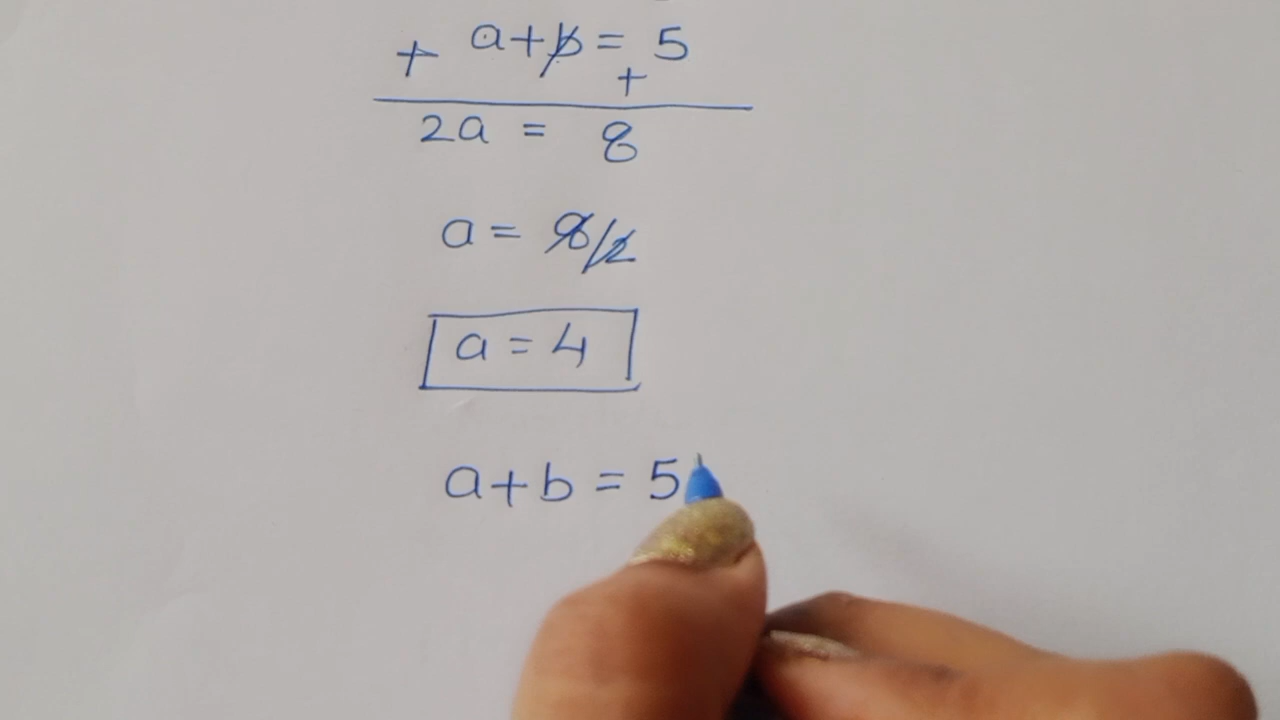 + a+b = 5
+
2a = 8
a = 8/2
a = 4
a+b = 5